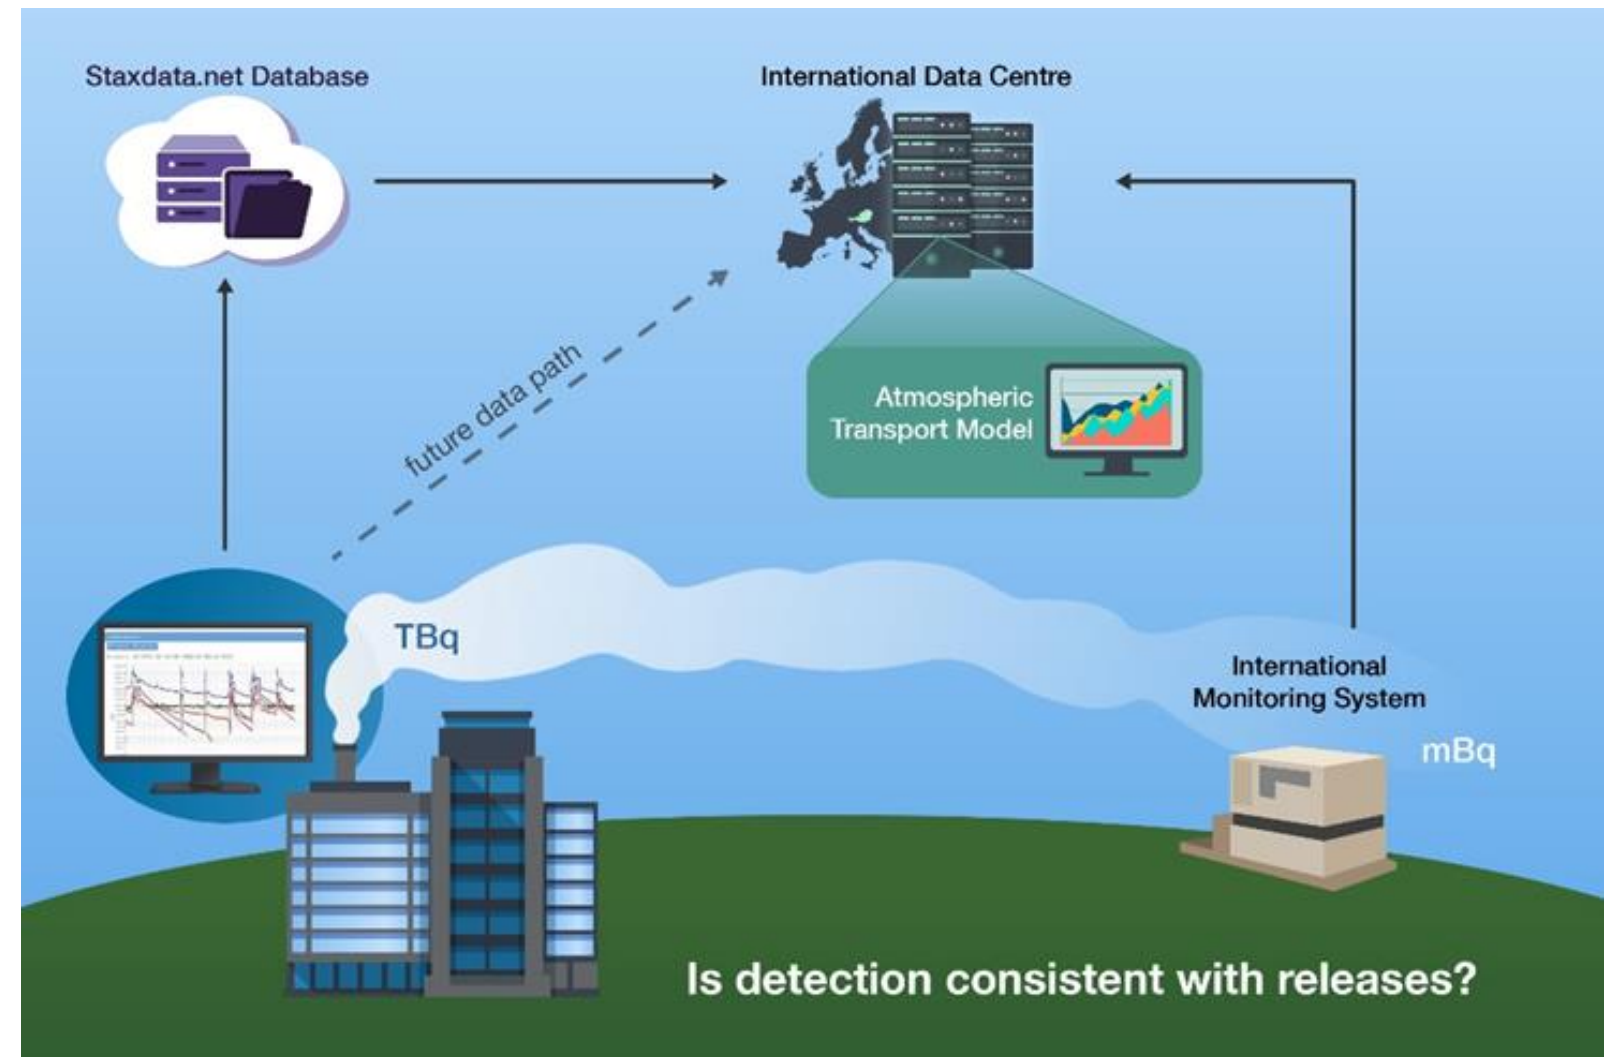 Staxdata.net Database
International Data Centre
future data path
Atmospheric
Transport Model
TBq
International
Monitoring System
mBq
Is detection consistent with releases?